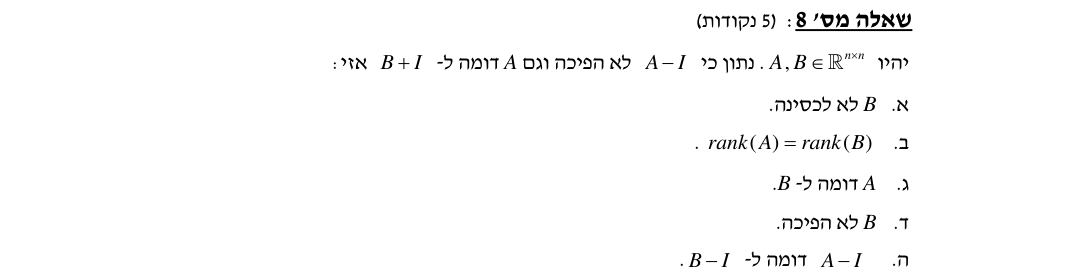 שאלה מס' 8 : (5 נקודות)
יהיו A, B ∈ ℝⁿˣⁿ . נתון כי A − I לא הפיכה וגם A דומה ל- B + I אזי :
א. B לא לכסינה.
ב. rank(A) = rank(B) .
ג. A דומה ל- B.
ד. B לא הפיכה.
ה. A − I דומה ל- B − I .